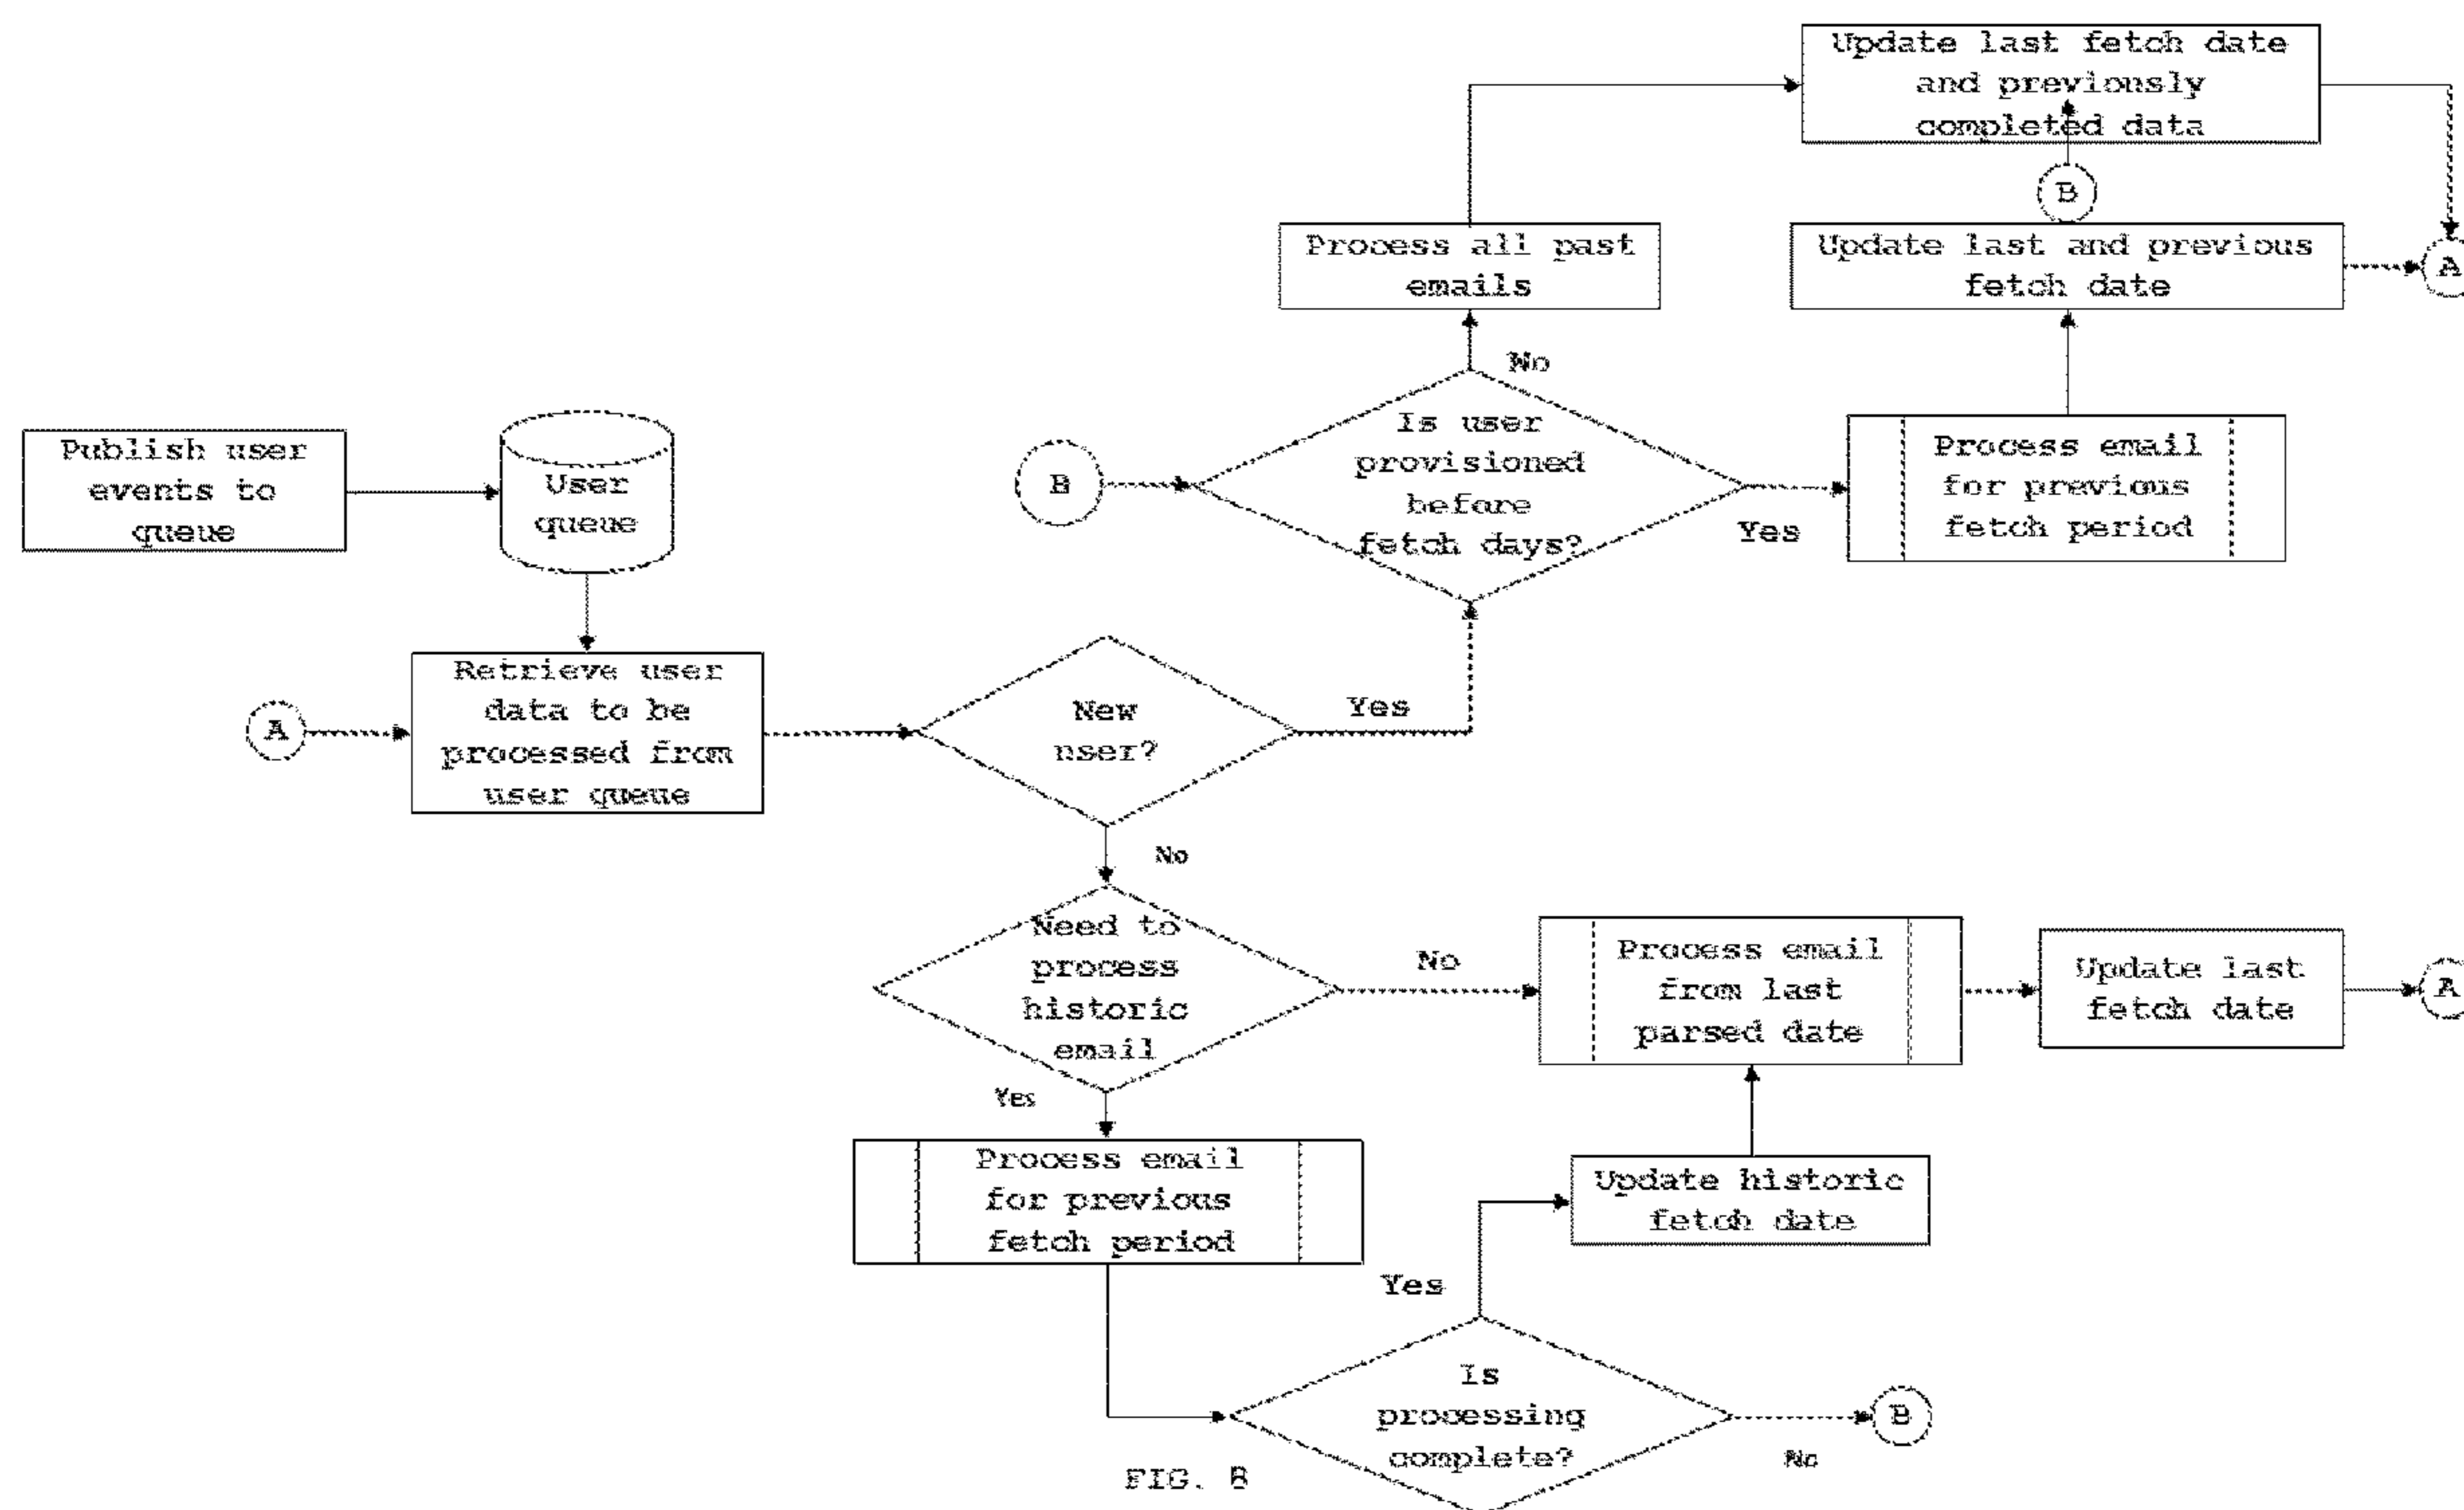 Update last fetch date
and previously
completed data
B
Process all past
emails
Update last and previous
fetch date
A
No
Publish user
events to
queue
User
queue
B
Is user
provisioned
before
fetch days?
Yes
Process email
for previous
fetch period
A
Retrieve user
data to be
processed from
user queue
New
user?
Yes
No
Need to
process
historic
email
No
Process email
from last
parsed date
Update last
fetch date
A
Yes
Process email
for previous
fetch period
Update historic
fetch date
Yes
Is
processing
complete?
B
No
FIG. 8